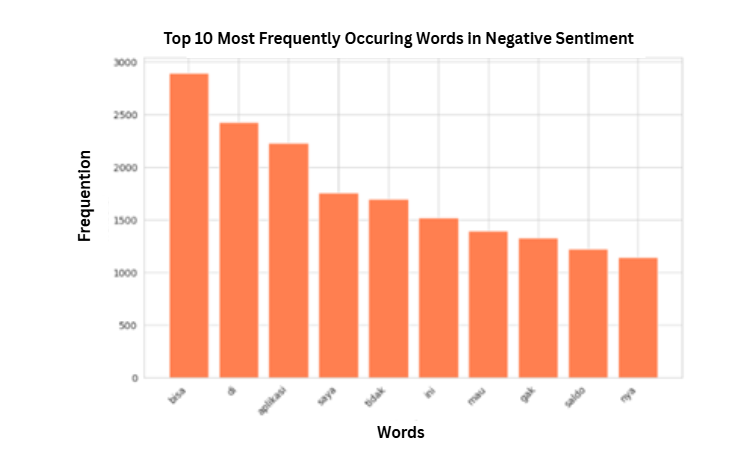 Top 10 Most Frequently Occuring Words in Negative Sentiment
3000
2500
2000
1500
1000
500
0
Frequention
bisa
di
aplikasi
saya
tidak
ini
mau
gak
saldo
nya
Words